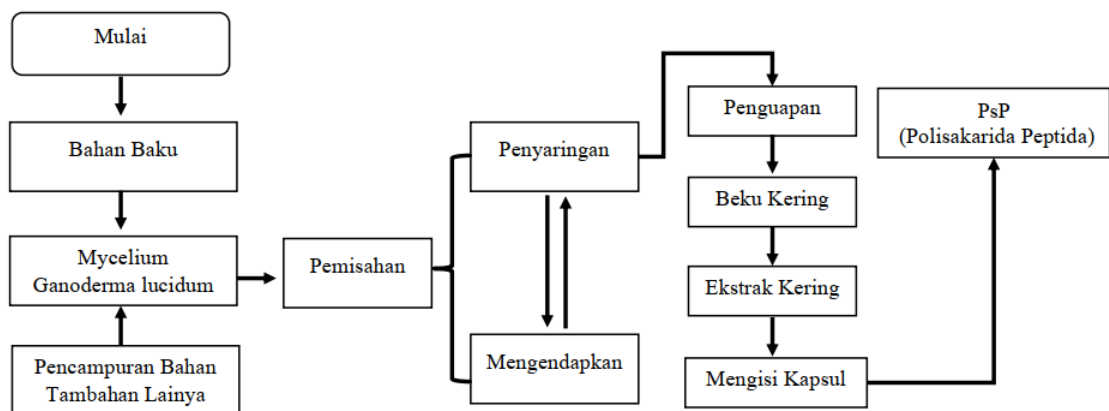 Mulai
Bahan Baku
Mycelium
Ganoderma lucidum
Pencampuran Bahan
Tambahan Lainya
Pemisahan
Penyaringan
Mengendapkan
Penguapan
Beku Kering
Ekstrak Kering
Mengisi Kapsul
PsP
(Polisakarida Peptida)